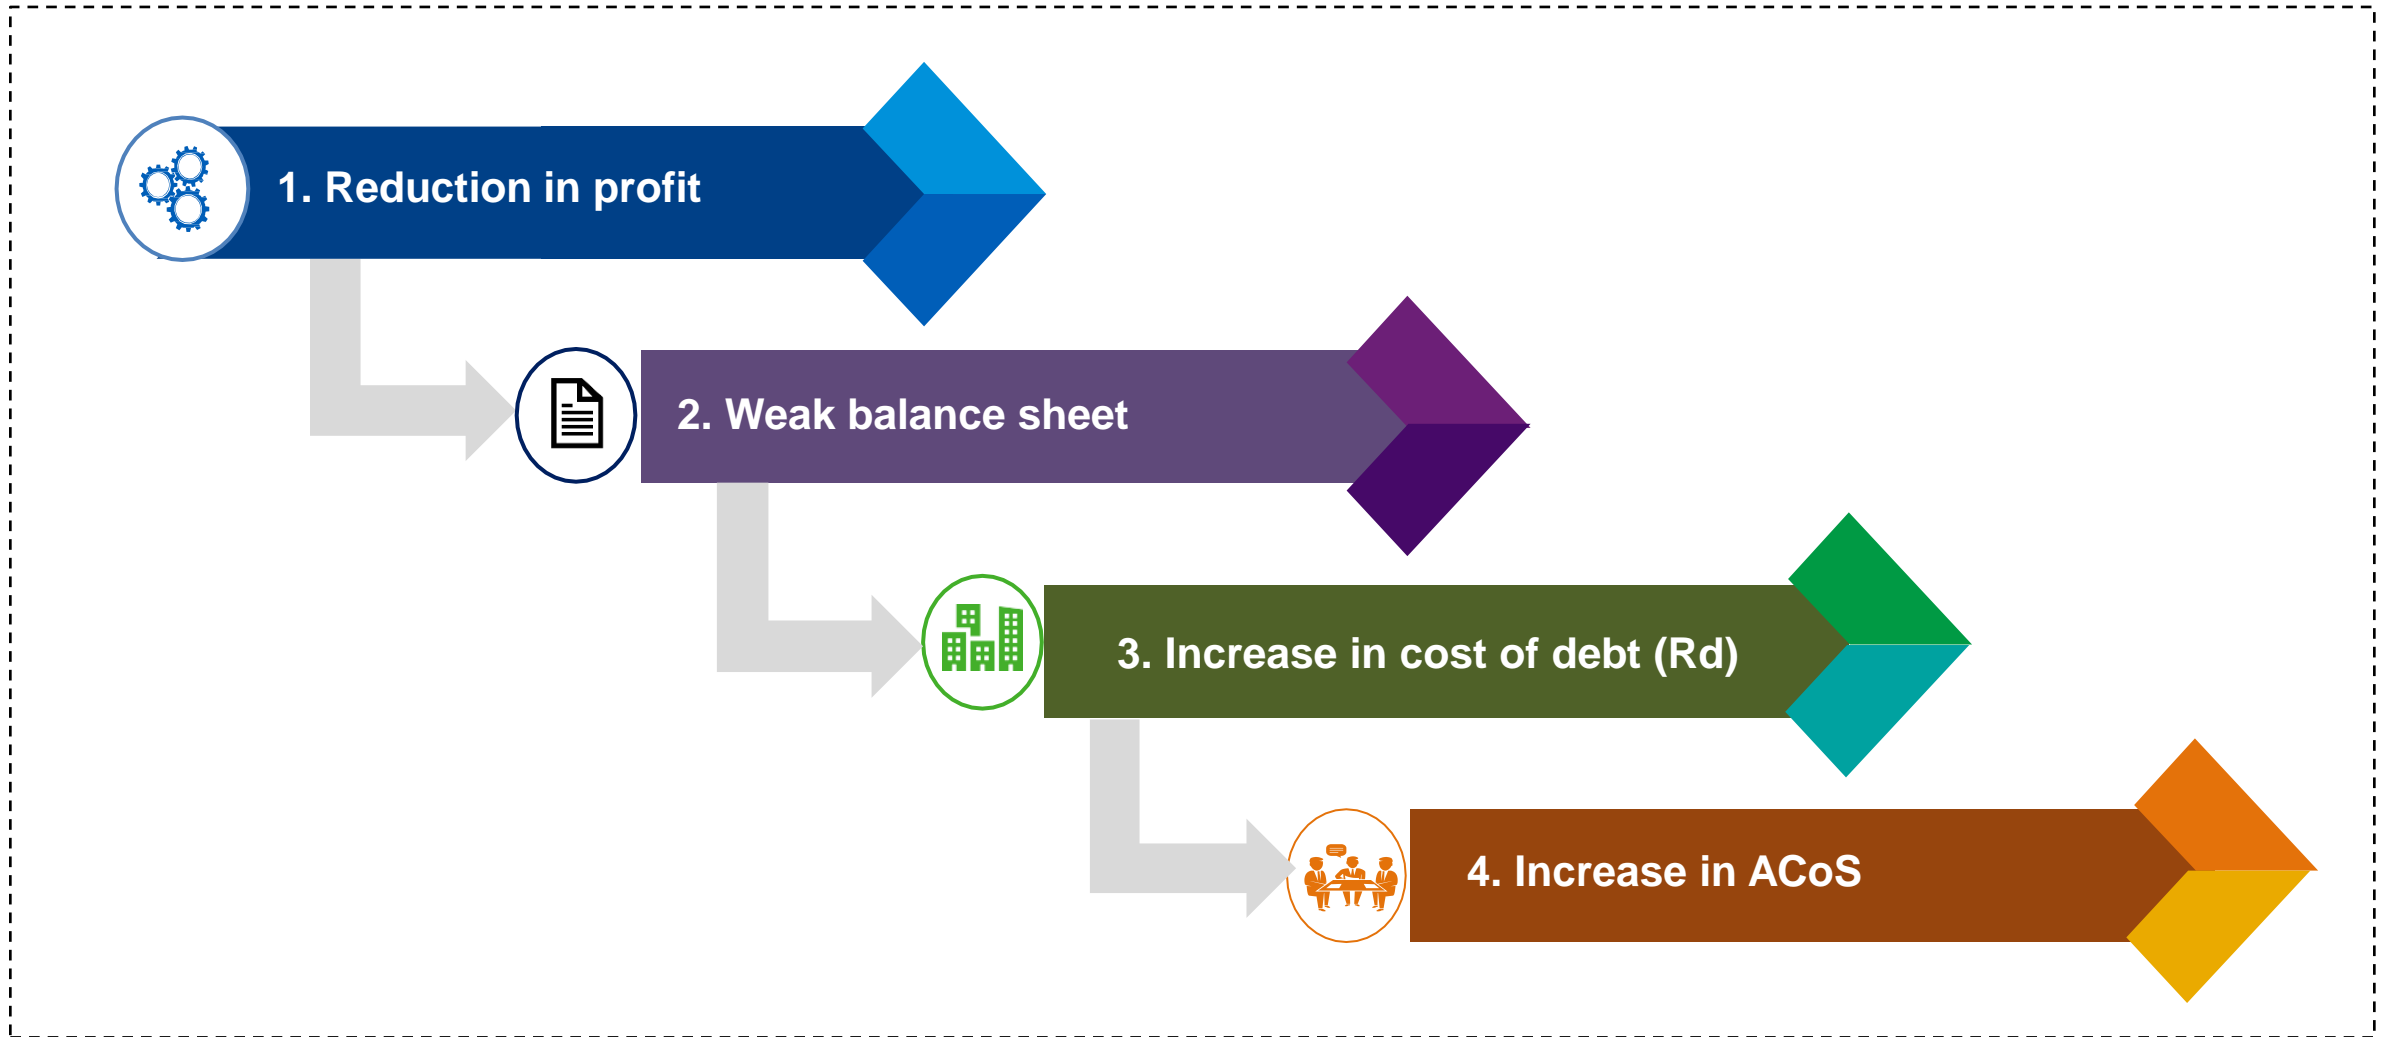 1. Reduction in profit
2. Weak balance sheet
3. Increase in cost of debt (Rd)
4. Increase in ACoS